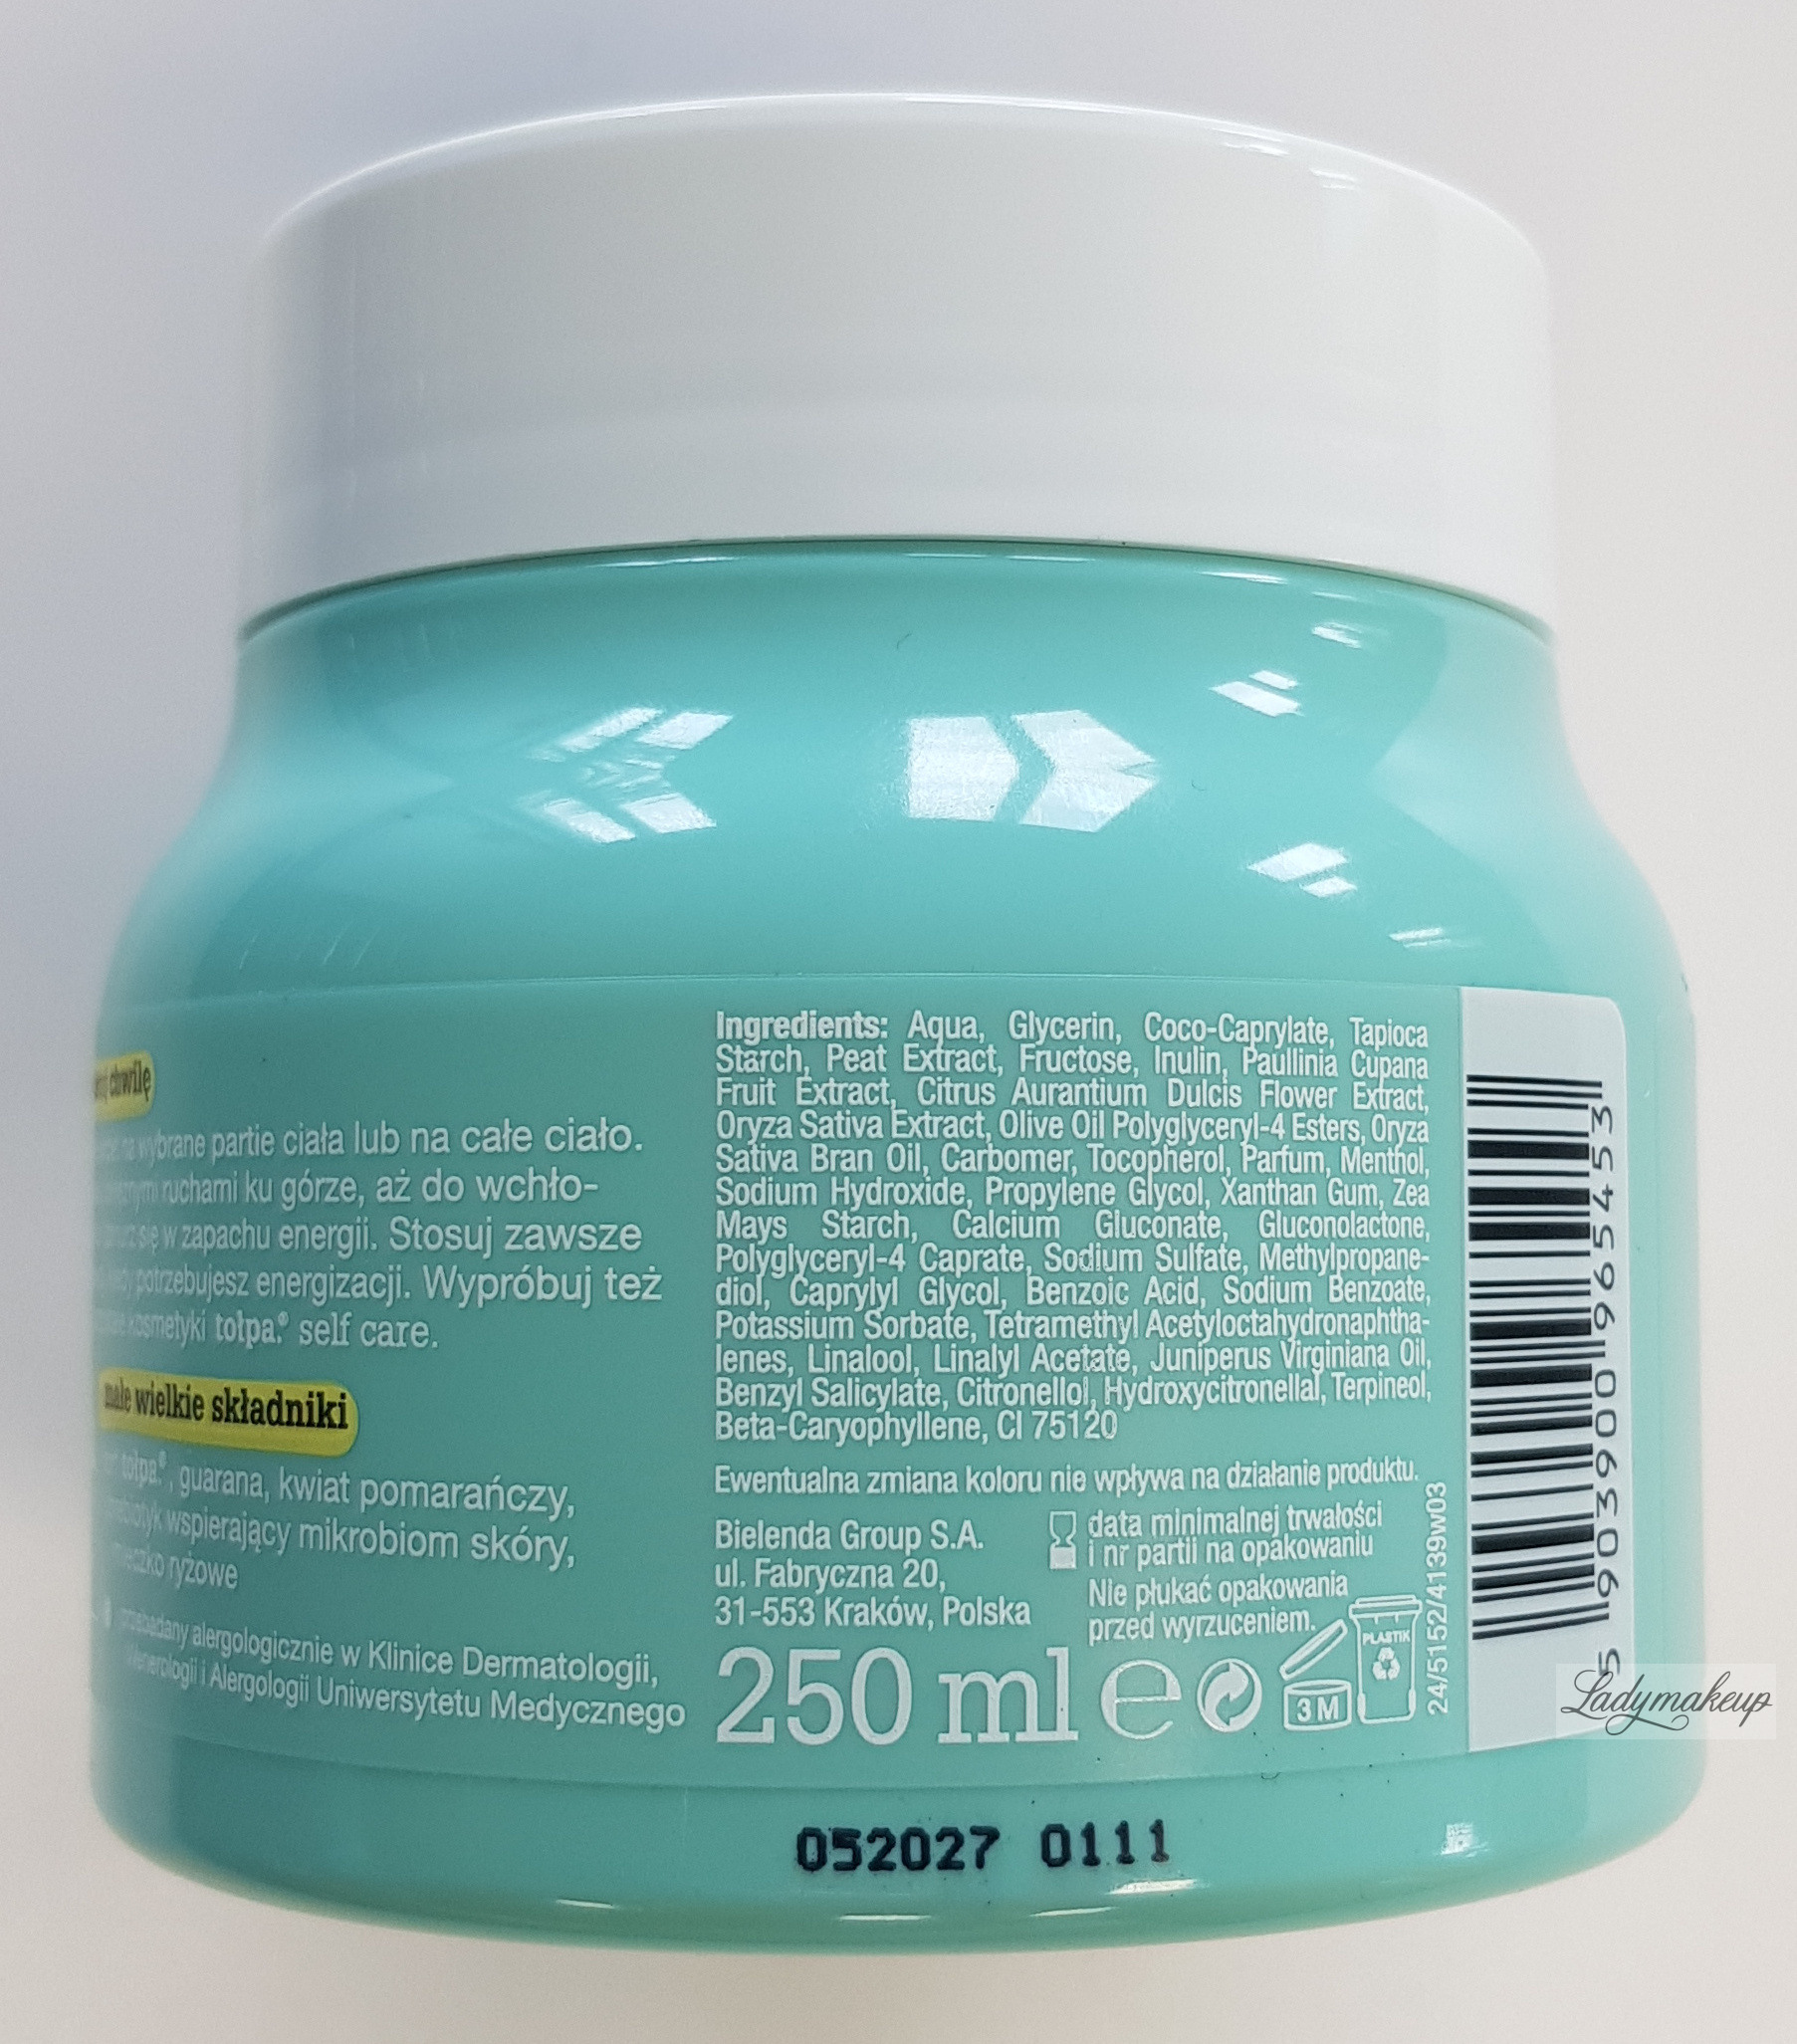 chwilę
na wybrane partie ciała lub na całe ciało.
ruchami ku górze, aż do wchło-
się w zapachu energii. Stosuj zawsze
potrzebujesz energizacji. Wypróbuj też
kosmetyki tołpa.® self care.
małe wielkie składniki
tołpa.®, guarana, kwiat pomarańczy,
wspierający mikrobiom skóry,
ryżowe
alergologicznie w Klinice Dermatologii,
Wenerologii i Alergologii Uniwersytetu Medycznego
Ingredients: Aqua, Glycerin, Coco-Caprylate, Tapioca
Starch, Peat Extract, Fructose, Inulin, Paullinia Cupana
Fruit Extract, Citrus Aurantium Dulcis Flower Extract,
Oryza Sativa Extract, Olive Oil Polyglyceryl-4 Esters, Oryza
Sativa Bran Oil, Carbomer, Tocopherol, Parfum, Menthol,
Sodium Hydroxide, Propylene Glycol, Xanthan Gum, Zea
Mays Starch, Calcium Gluconate, Gluconolactone,
Polyglyceryl-4 Caprate, Sodium Sulfate, Methylpropane-
diol, Caprylyl Glycol, Benzoic Acid, Sodium Benzoate,
Potassium Sorbate, Tetramethyl Acetyloctahydronaphtha-
lenes, Linalool, Linalyl Acetate, Juniperus Virginiana Oil,
Benzyl Salicylate, Citronellol, Hydroxycitronellal, Terpineol,
Beta-Caryophyllene, CI 75120
Ewentualna zmiana koloru nie wpływa na działanie produktu.
Bielenda Group S.A.
ul. Fabryczna 20,
31-553 Kraków, Polska
data minimalnej trwałości
i nr partii na opakowaniu
Nie płukać opakowania
przed wyrzuceniem.
250 ml e
3 M
PLASTIK
24/5152/4139w03
5 903900 965453
Ladymakeup
052027 0111